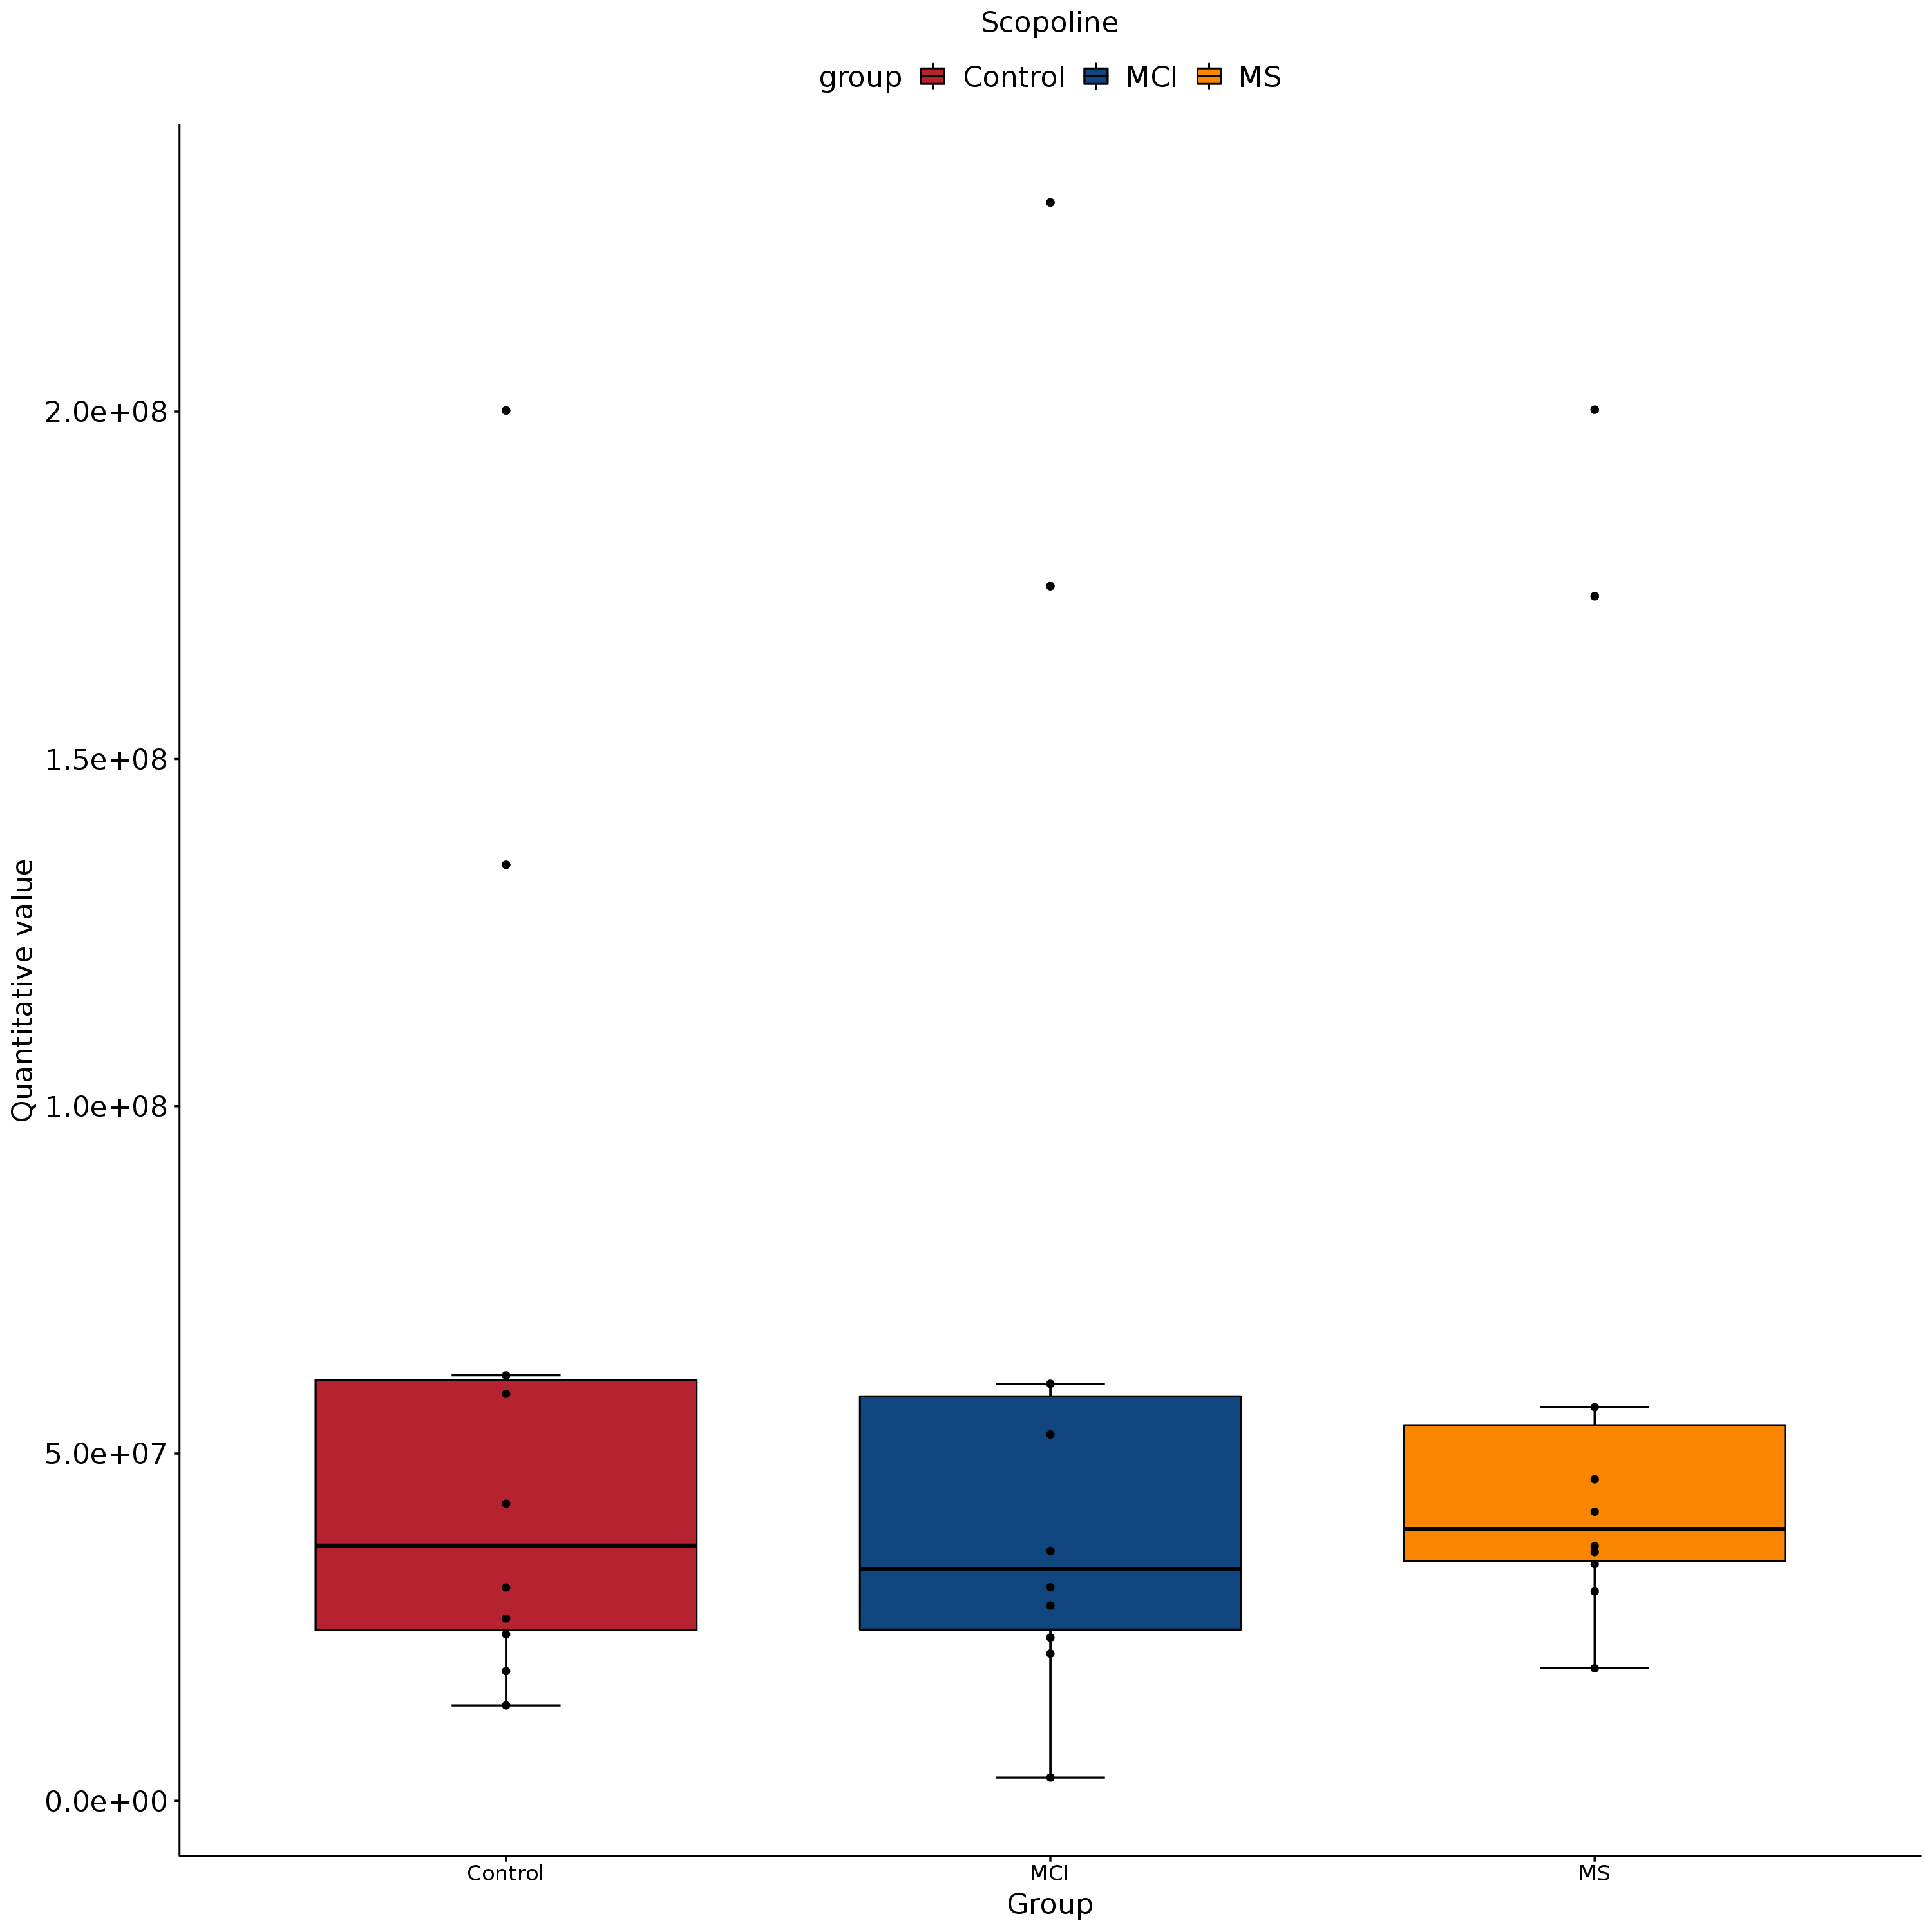 Scopoline
group Control MCI MS
Quantitative value
2.0e+08
1.5e+08
1.0e+08
5.0e+07
0.0e+00
Control MCI MS
Group